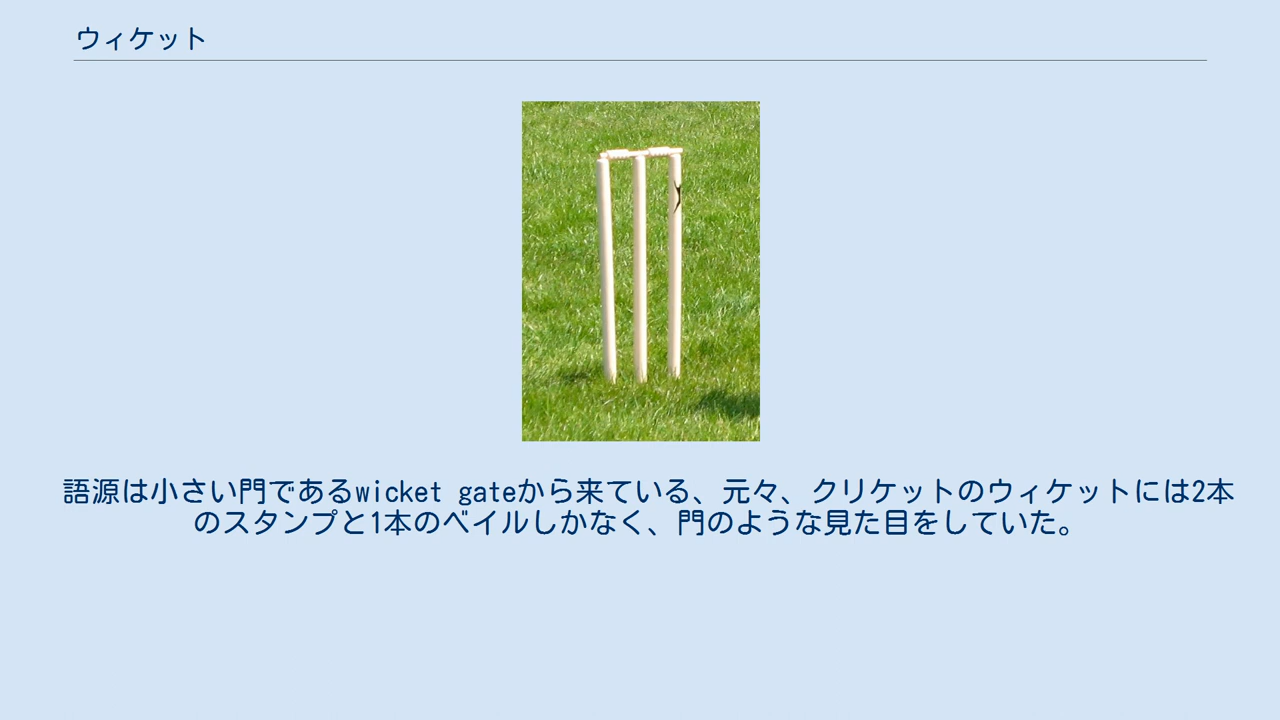 ウィケット
語源は小さい門であるwicket gateから来ている、元々、クリケットのウィケットには2本
のスタンプと1本のベイルしかなく、門のような見た目をしていた。